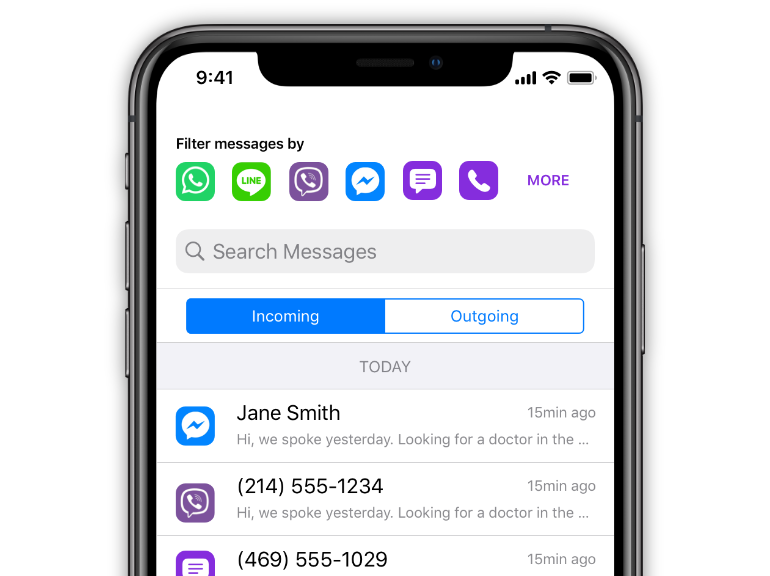 9:41
Filter messages by
LINE
MORE
Search Messages
Incoming
Outgoing
TODAY
Jane Smith
15min ago
Hi, we spoke yesterday. Looking for a doctor in the ...
(214) 555-1234
15min ago
Hi, we spoke yesterday. Looking for a doctor in the ...
(469) 555-1029
15min ago